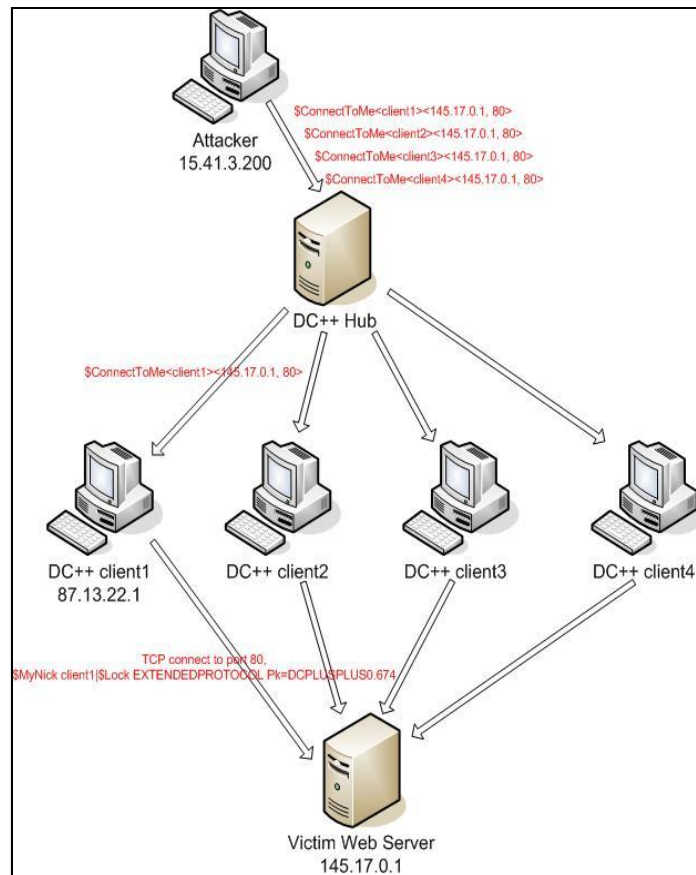 $ConnectToMe<client1><145.17.0.1, 80>
$ConnectToMe<client2><145.17.0.1, 80>
Attacker
$ConnectToMe<client3><145.17.0.1, 80>
15.41.3.200
$ConnectToMe<client4><145.17.0.1, 80>
DC++ Hub
$ConnectToMe<client1><145.17.0.1, 80>
DC++ client1
87.13.22.1
DC++ client2
DC++ client3
DC++ client4
TCP connect to port 80,
$MyNick client1|$Lock EXTENDEDPROTOCOL Pk=DCPLUSPLUS0.674
Victim Web Server
145.17.0.1